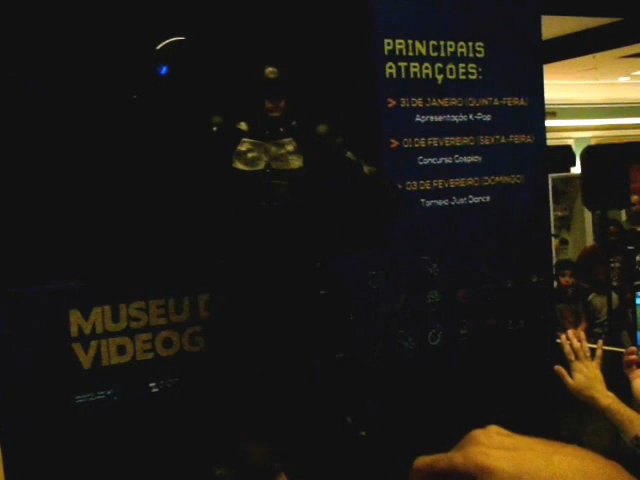 PRINCIPAIS
ATRAÇÕES:
> 31 DE JANEIRO (QUINTA-FEIRA)
Apresentação K-Pop
> 01 DE FEVEREIRO (SEXTA-FEIRA)
Concurso Cosplay
> 03 DE FEVEREIRO (DOMINGO)
Torneio Just Dance
MUSEU D
VIDEOG